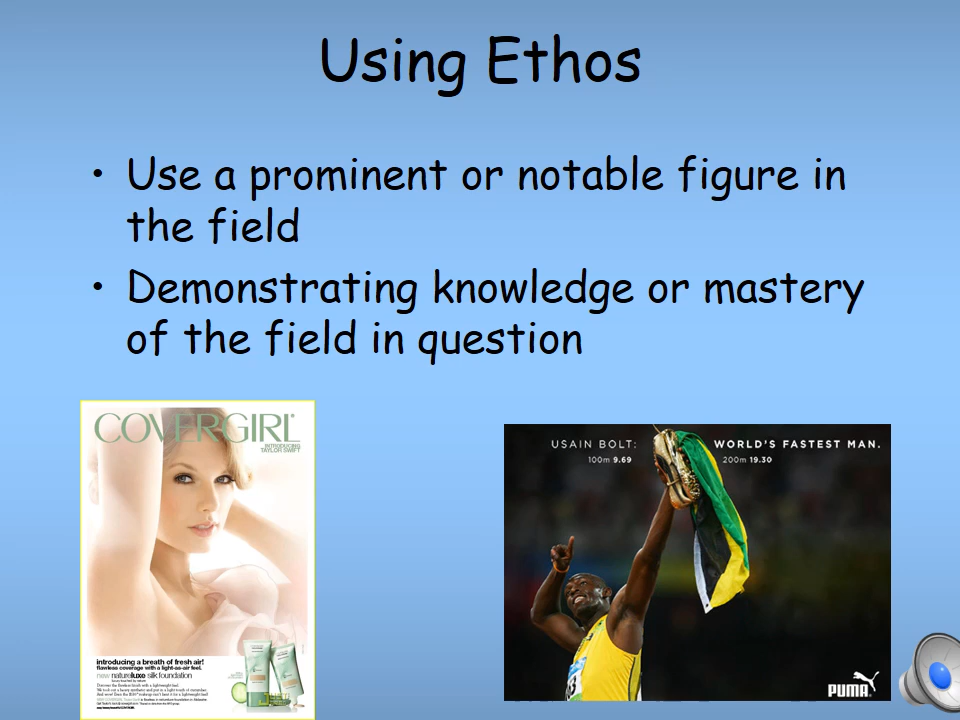 Using Ethos
• Use a prominent or notable figure in
the field
• Demonstrating knowledge or mastery
of the field in question
COVERGIRL
INTRODUCING
TAYLOR SWIFT
introducing a breath of fresh air!
flawless coverage with a light-as-air feel.
new natureluxe silk foundation
USAIN BOLT: WORLD'S FASTEST MAN.
100m 9.69 200m 19.30
PUMA